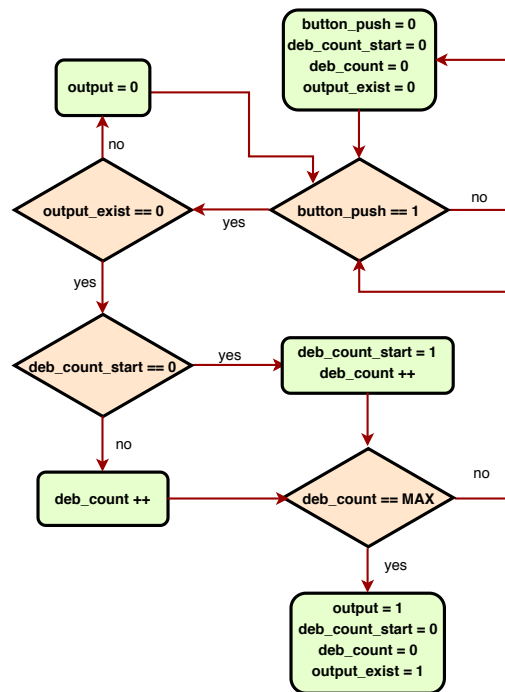 button_push = 0
deb_count_start = 0
deb_count = 0
output_exist = 0
output = 0
no
output_exist == 0
yes
button_push == 1
no
yes
deb_count_start == 0
yes
deb_count_start = 1
deb_count ++
no
deb_count ++
deb_count == MAX
no
yes
output = 1
deb_count_start = 0
deb_count = 0
output_exist = 1